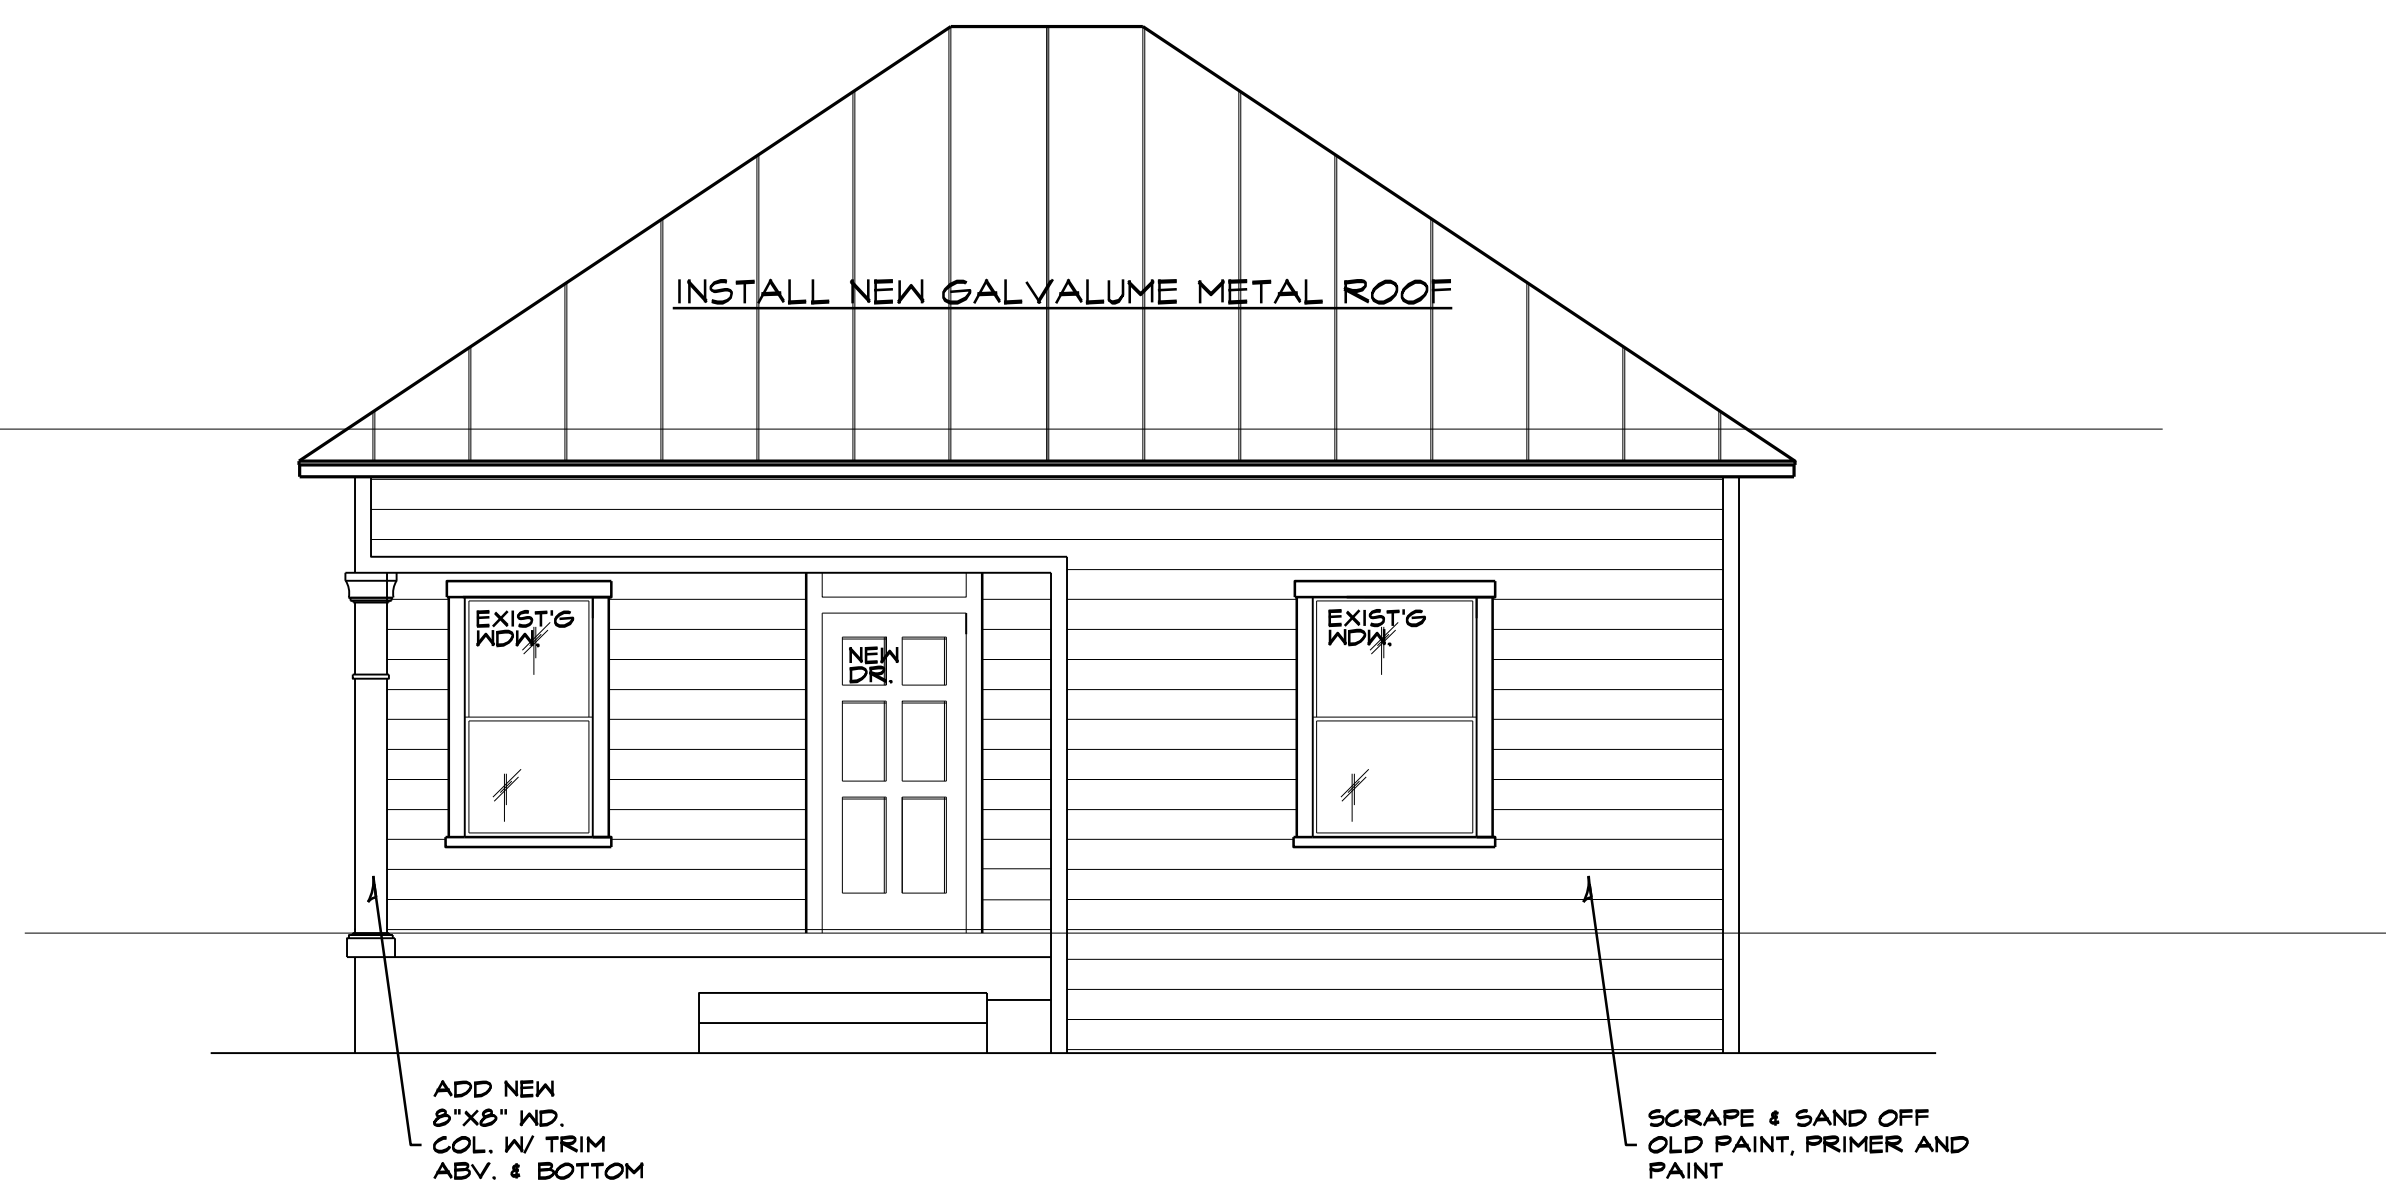 INSTALL NEW GALVALUME METAL ROOF
EXIST'G
WDW.
NEW
DR.
EXIST'G
WDW.
ADD NEW
8"X8" WD.
COL. W/ TRIM
ABV. & BOTTOM
SCRAPE & SAND OFF
OLD PAINT, PRIMER AND
PAINT